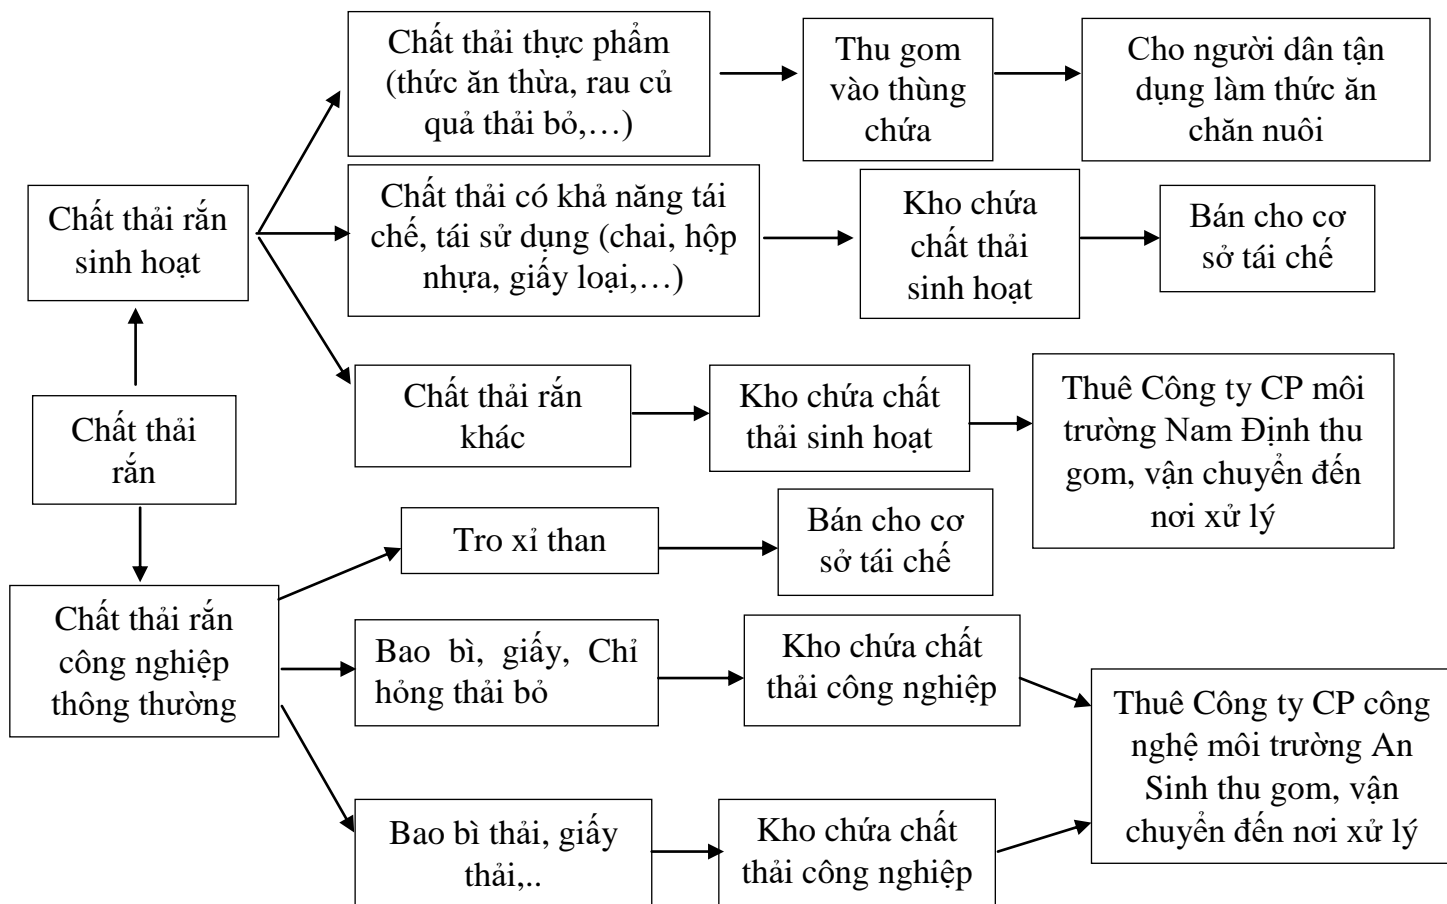 Chất thải thực phẩm
(thức ăn thừa, rau củ
quả thải bỏ,…)
Thu gom
vào thùng
chứa
Cho người dân tận
dụng làm thức ăn
chăn nuôi
Chất thải rắn
sinh hoạt
Chất thải có khả năng tái
chế, tái sử dụng (chai, hộp
nhựa, giấy loại,…)
Kho chứa
chất thải
sinh hoạt
Bán cho cơ
sở tái chế
Chất thải
rắn
Chất thải rắn
khác
Kho chứa chất
thải sinh hoạt
Thuê Công ty CP môi
trường Nam Định thu
gom, vận chuyển đến
nơi xử lý
Tro xỉ than
Bán cho cơ
sở tái chế
Chất thải rắn
công nghiệp
thông thường
Bao bì, giấy, Chỉ
hỏng thải bỏ
Kho chứa chất
thải công nghiệp
Thuê Công ty CP công
nghệ môi trường An
Sinh thu gom, vận
chuyển đến nơi xử lý
Bao bì thải, giấy
thải,..
Kho chứa chất
thải công nghiệp